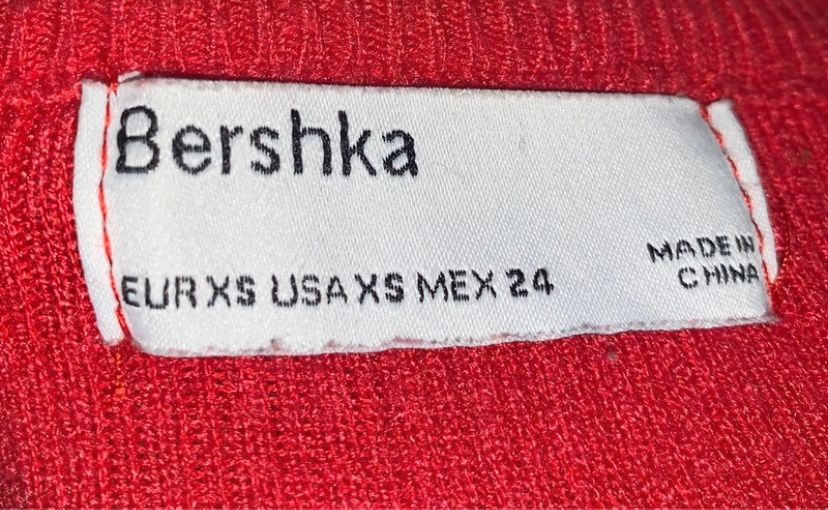 Bershka
EUR XS USA XS MEX 24
MADE IN
CHINA